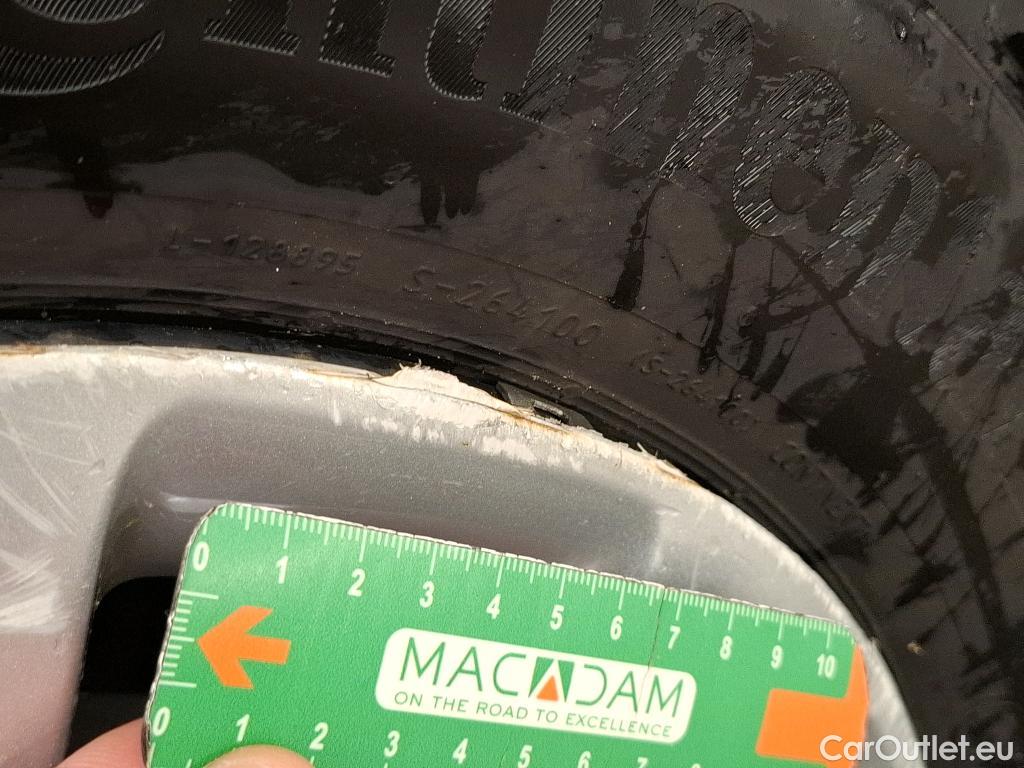 L-128895 S-264100
0 1 2 3 4 5 6 7 8 9 10
MACADAM
ON THE ROAD TO EXCELLENCE
0 1 2 3 4 5 6 7
CarOutlet.eu